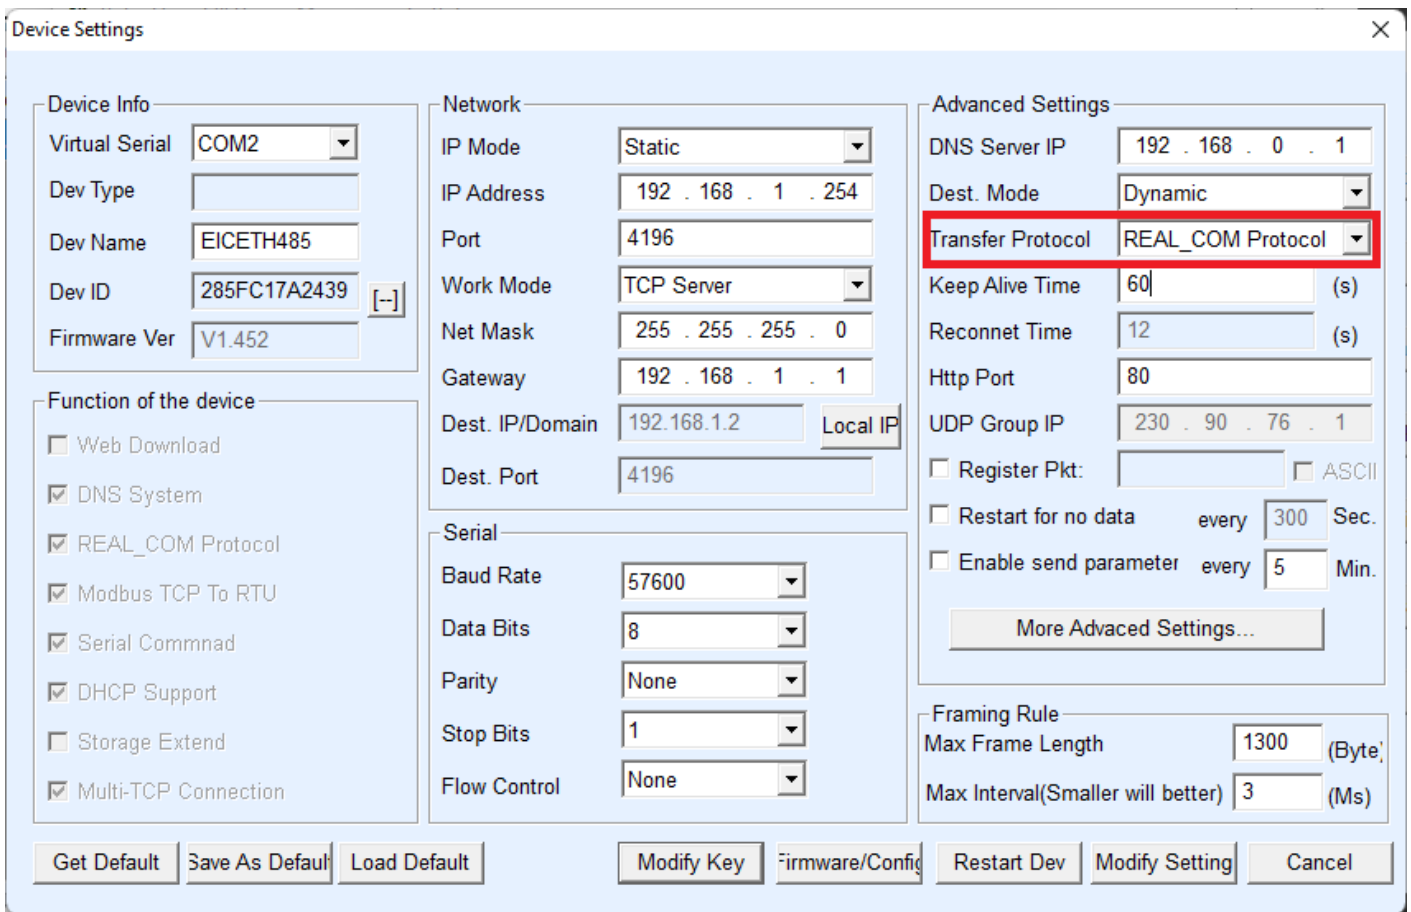 Device Settings
Device Info
Virtual Serial COM2
Dev Type
Dev Name EICETH485
Dev ID 285FC17A2439 [--]
Firmware Ver V1.452
Function of the device
Web Download
DNS System
REAL_COM Protocol
Modbus TCP To RTU
Serial Commnad
DHCP Support
Storage Extend
Multi-TCP Connection
Network
IP Mode Static
IP Address 192 . 168 . 1 . 254
Port 4196
Work Mode TCP Server
Net Mask 255 . 255 . 255 . 0
Gateway 192 . 168 . 1 . 1
Dest. IP/Domain 192.168.1.2 Local IP
Dest. Port 4196
Serial
Baud Rate 57600
Data Bits 8
Parity None
Stop Bits 1
Flow Control None
Advanced Settings
DNS Server IP 192 . 168 . 0 . 1
Dest. Mode Dynamic
Transfer Protocol REAL_COM Protocol
Keep Alive Time 60 (s)
Reconnet Time 12 (s)
Http Port 80
UDP Group IP 230 . 90 . 76 . 1
Register Pkt: ASCII
Restart for no data every 300 Sec.
Enable send parameter every 5 Min.
More Advaced Settings...
Framing Rule
Max Frame Length 1300 (Byte)
Max Interval(Smaller will better) 3 (Ms)
Get Default Save As Default Load Default Modify Key Firmware/Config Restart Dev Modify Setting Cancel